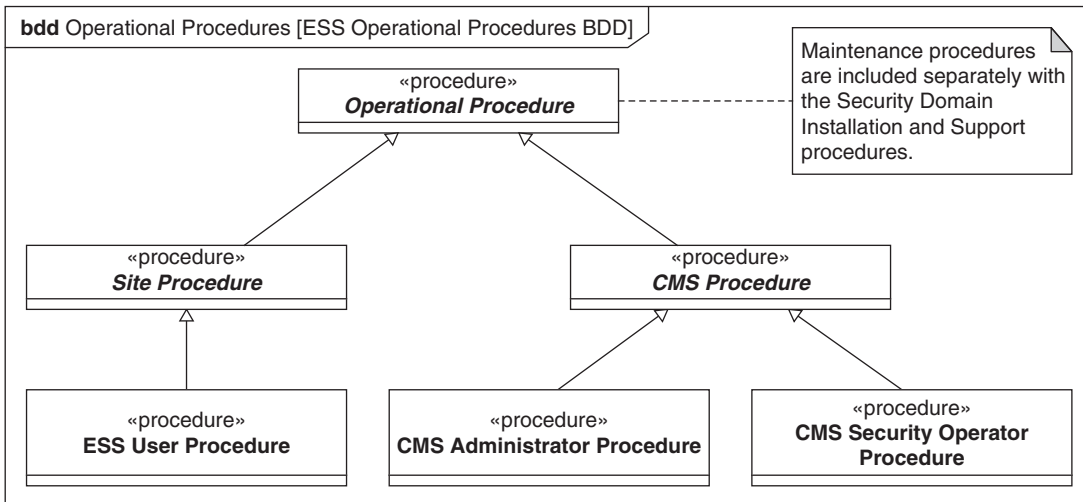 bdd Operational Procedures [ESS Operational Procedures BDD]
«procedure»
Operational Procedure
Maintenance procedures
are included separately with
the Security Domain
Installation and Support
procedures.
«procedure»
Site Procedure
«procedure»
CMS Procedure
«procedure»
ESS User Procedure
«procedure»
CMS Administrator Procedure
«procedure»
CMS Security Operator
Procedure